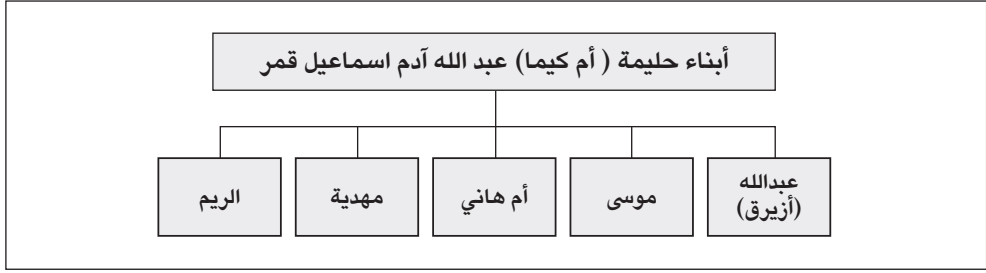 أبناء حليمة ( أم كيما) عبد الله آدم اسماعيل قمر
عبدالله
(أزيرق)
موسى
أم هاني
مهدية
الريم